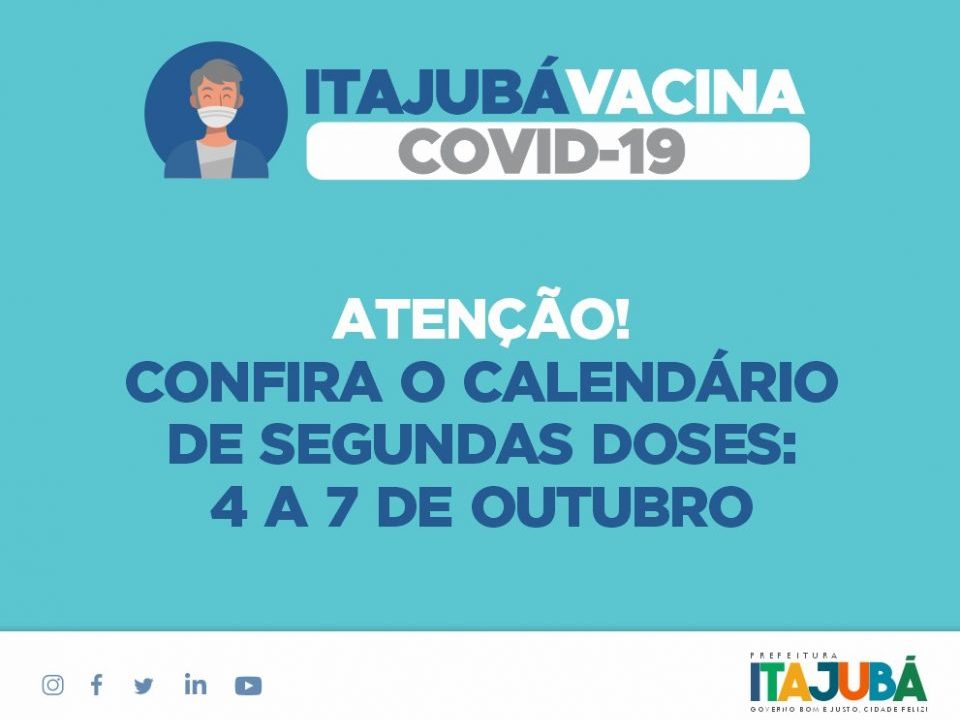 ITAJUBÁVACINA
COVID-19
ATENÇÃO!
CONFIRA O CALENDÁRIO
DE SEGUNDAS DOSES:
4 A 7 DE OUTUBRO
PREFEITURA
ITAJUBÁ
GOVERNO BOM E JUSTO, CIDADE FELIZ!